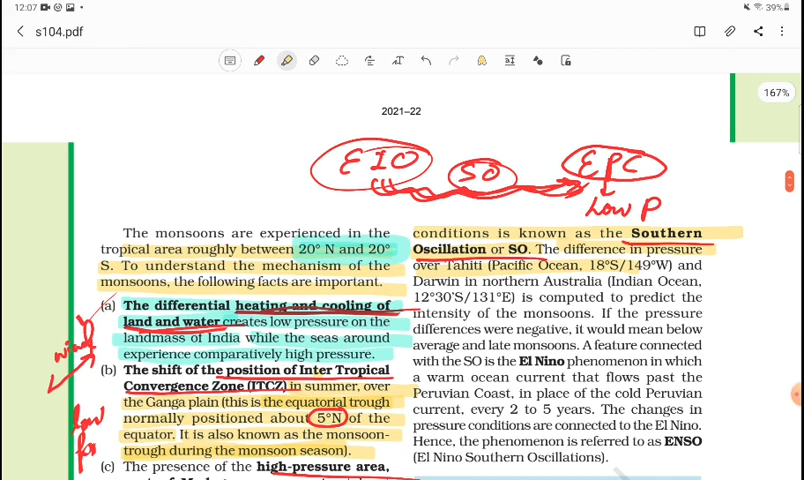 12:07
39%
s104.pdf
167%
2021–22
EIO
SO
EPC
Low P
The monsoons are experienced in the
tropical area roughly between 20° N and 20°
S. To understand the mechanism of the
monsoons, the following facts are important.
(a) The differential heating and cooling of
land and water creates low pressure on the
landmass of India while the seas around
experience comparatively high pressure.
(b) The shift of the position of Inter Tropical
Convergence Zone (ITCZ) in summer, over
the Ganga plain (this is the equatorial trough
normally positioned about 5°N of the
equator. It is also known as the monsoon-
trough during the monsoon season).
(c) The presence of the high-pressure area,
wind
Low
conditions is known as the Southern
Oscillation or SO. The difference in pressure
over Tahiti (Pacific Ocean, 18°S/149°W) and
Darwin in northern Australia (Indian Ocean,
12°30'S/131°E) is computed to predict the
intensity of the monsoons. If the pressure
differences were negative, it would mean below
average and late monsoons. A feature connected
with the SO is the El Nino phenomenon in which
a warm ocean current that flows past the
Peruvian Coast, in place of the cold Peruvian
current, every 2 to 5 years. The changes in
pressure conditions are connected to the El Nino.
Hence, the phenomenon is referred to as ENSO
(El Nino Southern Oscillations).